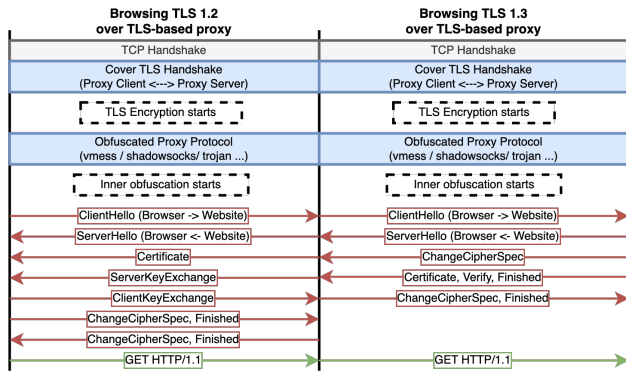 Browsing TLS 1.2
over TLS-based proxy
Browsing TLS 1.3
over TLS-based proxy
TCP Handshake
TCP Handshake
Cover TLS Handshake
(Proxy Client <---> Proxy Server)
Cover TLS Handshake
(Proxy Client <---> Proxy Server)
TLS Encryption starts
TLS Encryption starts
Obfuscated Proxy Protocol
(vmess / shadowsocks/ trojan ...)
Obfuscated Proxy Protocol
(vmess / shadowsocks/ trojan ...)
Inner obfuscation starts
Inner obfuscation starts
ClientHello (Browser -> Website)
ClientHello (Browser -> Website)
ServerHello (Browser <- Website)
ServerHello (Browser <- Website)
Certificate
ChangeCipherSpec
ServerKeyExchange
Certificate, Verify, Finished
ClientKeyExchange
ChangeCipherSpec, Finished
ChangeCipherSpec, Finished
ChangeCipherSpec, Finished
GET HTTP/1.1
GET HTTP/1.1